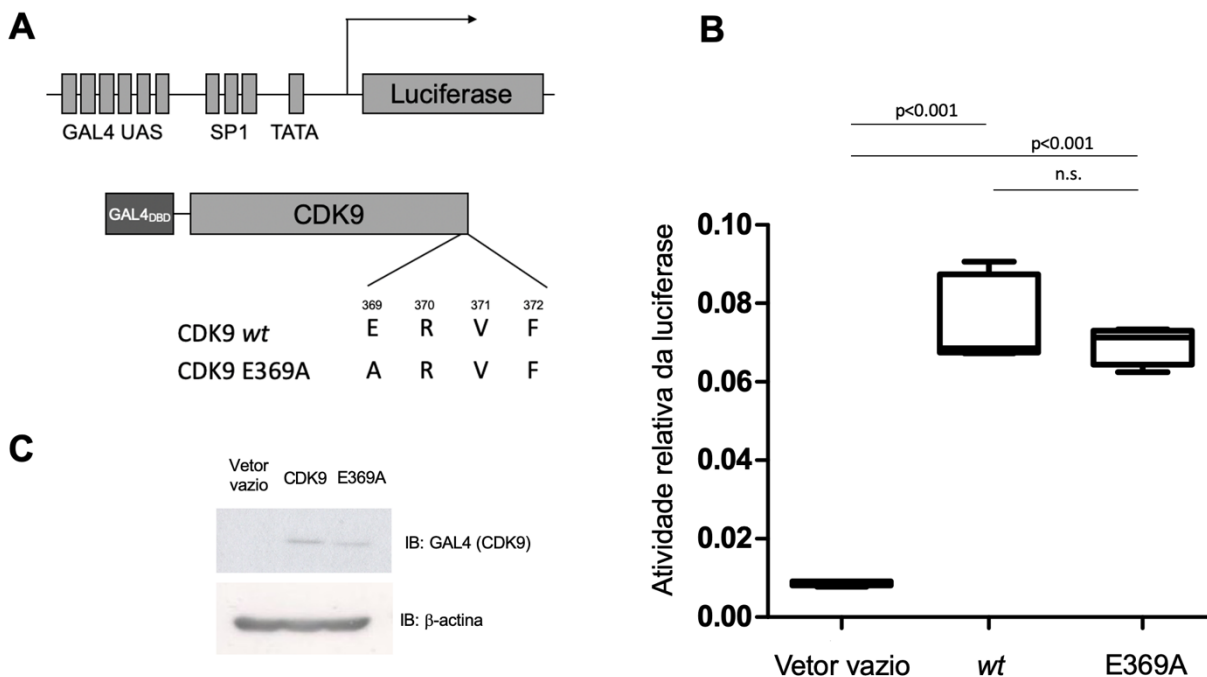 A
Luciferase
GAL4 UAS SP1 TATA
GAL4DBD
CDK9
369 370 371 372
CDK9 wt E R V F
CDK9 E369A A R V F
B
p<0.001
p<0.001
n.s.
Atividade relativa da luciferase
0.10
0.08
0.06
0.04
0.02
0.00
Vetor vazio wt E369A
C
Vetor
vazio CDK9 E369A
IB: GAL4 (CDK9)
IB: β-actina